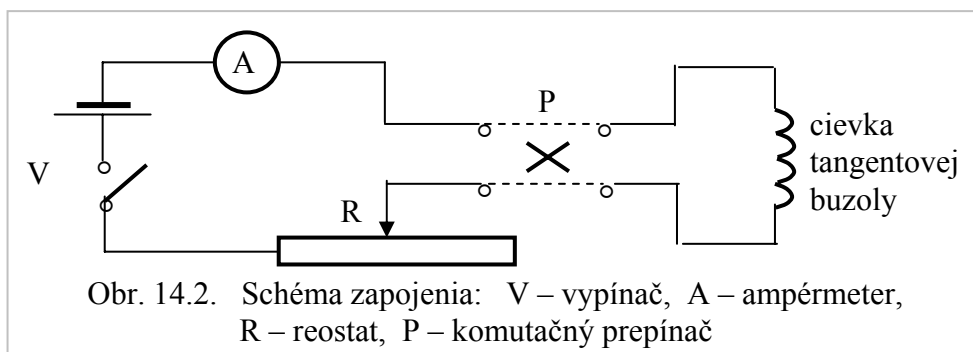 A
P
V
R
cievka
tangentovej
buzoly
Obr. 14.2. Schéma zapojenia: V – vypínač, A – ampérmeter,
R – reostat, P – komutačný prepínač